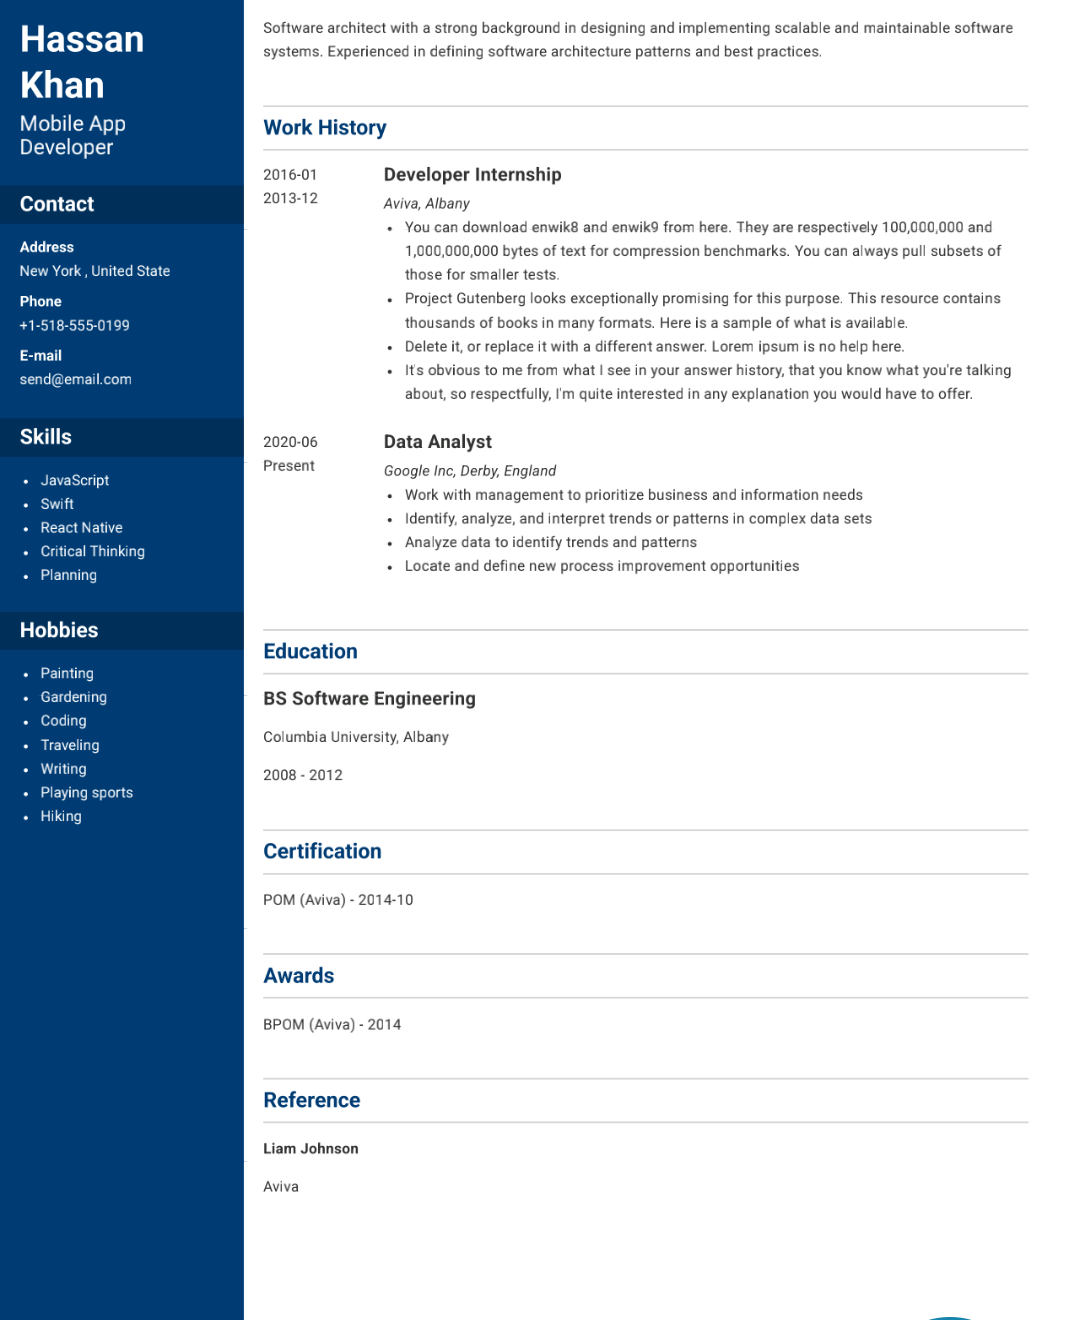 Hassan
Khan
Mobile App
Developer
Contact
Address
New York , United State
Phone
+1-518-555-0199
E-mail
send@email.com
Skills
JavaScript
Swift
React Native
Critical Thinking
Planning
Hobbies
Painting
Gardening
Coding
Traveling
Writing
Playing sports
Hiking
Software architect with a strong background in designing and implementing scalable and maintainable software
systems. Experienced in defining software architecture patterns and best practices.
Work History
2016-01
2013-12
Developer Internship
Aviva, Albany
You can download enwik8 and enwik9 from here. They are respectively 100,000,000 and
1,000,000,000 bytes of text for compression benchmarks. You can always pull subsets of
those for smaller tests.
Project Gutenberg looks exceptionally promising for this purpose. This resource contains
thousands of books in many formats. Here is a sample of what is available.
Delete it, or replace it with a different answer. Lorem ipsum is no help here.
It's obvious to me from what I see in your answer history, that you know what you're talking
about, so respectfully, I'm quite interested in any explanation you would have to offer.
2020-06
Present
Data Analyst
Google Inc, Derby, England
Work with management to prioritize business and information needs
Identify, analyze, and interpret trends or patterns in complex data sets
Analyze data to identify trends and patterns
Locate and define new process improvement opportunities
Education
BS Software Engineering
Columbia University, Albany
2008 - 2012
Certification
POM (Aviva) - 2014-10
Awards
BPOM (Aviva) - 2014
Reference
Liam Johnson
Aviva